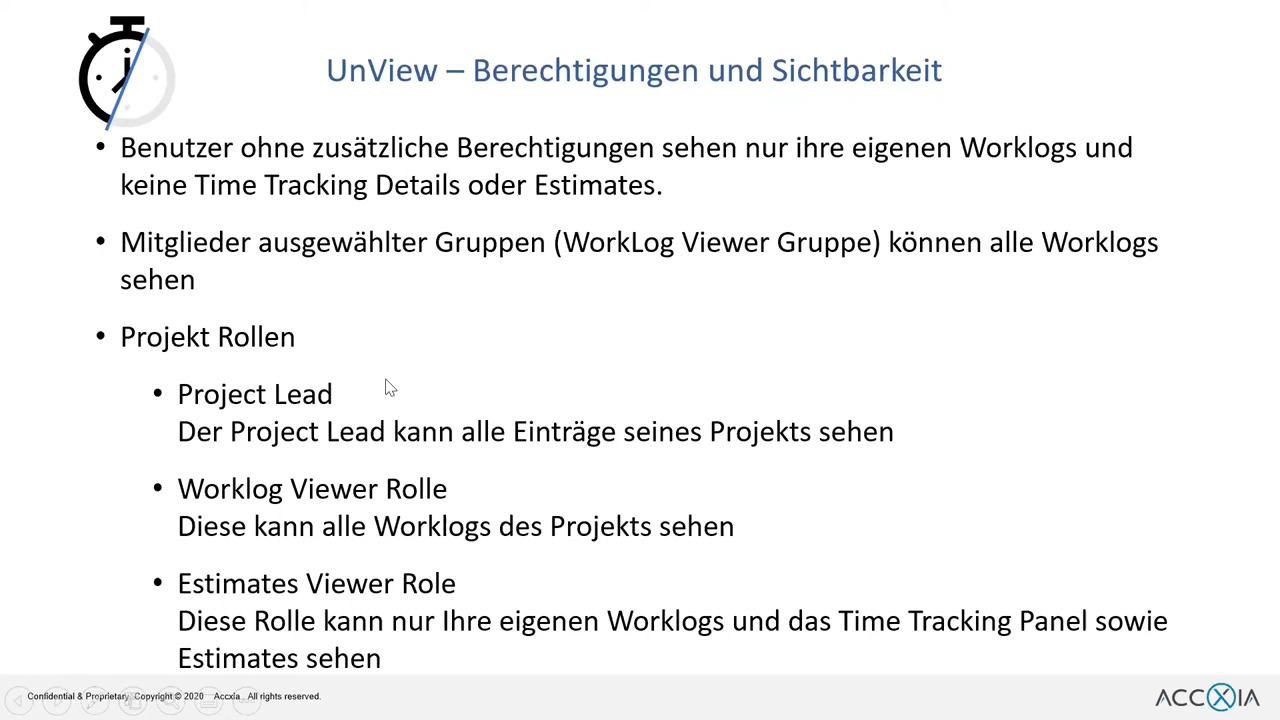 UnView – Berechtigungen und Sichtbarkeit
• Benutzer ohne zusätzliche Berechtigungen sehen nur ihre eigenen Worklogs und
keine Time Tracking Details oder Estimates.
• Mitglieder ausgewählter Gruppen (WorkLog Viewer Gruppe) können alle Worklogs
sehen
• Projekt Rollen
• Project Lead
Der Project Lead kann alle Einträge seines Projekts sehen
• Worklog Viewer Rolle
Diese kann alle Worklogs des Projekts sehen
• Estimates Viewer Role
Diese Rolle kann nur Ihre eigenen Worklogs und das Time Tracking Panel sowie
Estimates sehen
Confidential & Proprietary. Copyright © 2020 Accxia . All rights reserved.
ACCXIA